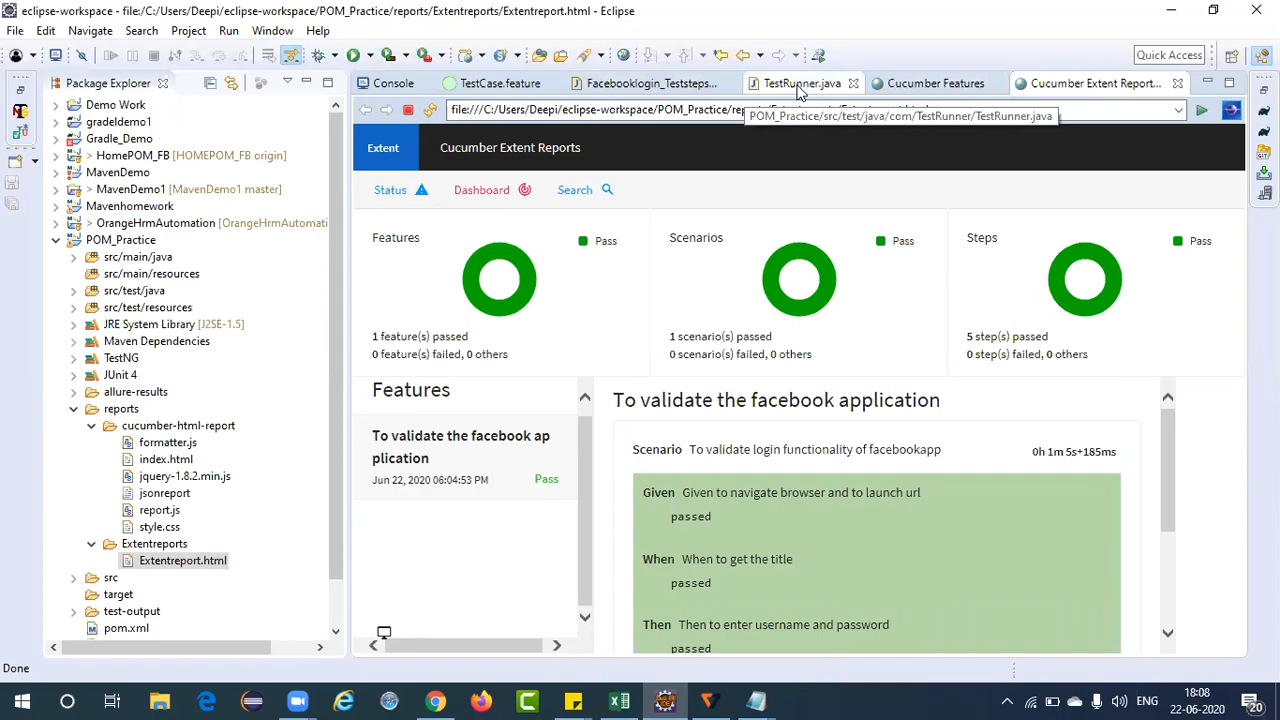 eclipse-workspace - file:/C:/Users/Deepi/eclipse-workspace/POM_Practice/reports/Extentreports/Extentreport.html - Eclipse
File Edit Navigate Search Project Run Window Help
Quick Access
Package Explorer
Console TestCase.feature Facebooklogin_Teststeps... TestRunner.java Cucumber Features Cucumber Extent Report...
file:///C:/Users/Deepi/eclipse-workspace/POM_Practice/rep
POM_Practice/src/test/java/com/TestRunner/TestRunner.java
Demo Work
gradeldemo1
Gradle_Demo
> HomePOM_FB [HOMEPOM_FB origin]
MavenDemo
> MavenDemo1 [MavenDemo1 master]
Mavenhomework
> OrangeHrmAutomation [OrangeHrmAutomati
POM_Practice
src/main/java
src/main/resources
src/test/java
src/test/resources
JRE System Library [J2SE-1.5]
Maven Dependencies
TestNG
JUnit 4
allure-results
reports
cucumber-html-report
formatter.js
index.html
jquery-1.8.2.min.js
jsonreport
report.js
style.css
Extentreports
Extentreport.html
src
target
test-output
pom.xml
Extent Cucumber Extent Reports
Status Dashboard Search
Features Pass
1 feature(s) passed
0 feature(s) failed, 0 others
Scenarios Pass
1 scenario(s) passed
0 scenario(s) failed, 0 others
Steps Pass
5 step(s) passed
0 step(s) failed, 0 others
Features
To validate the facebook ap
plication
Jun 22, 2020 06:04:53 PM Pass
To validate the facebook application
Scenario To validate login functionality of facebookapp 0h 1m 5s+185ms
Given Given to navigate browser and to launch url
passed
When When to get the title
passed
Then Then to enter username and password
passed
Done
ENG
18:08
22-06-2020
20